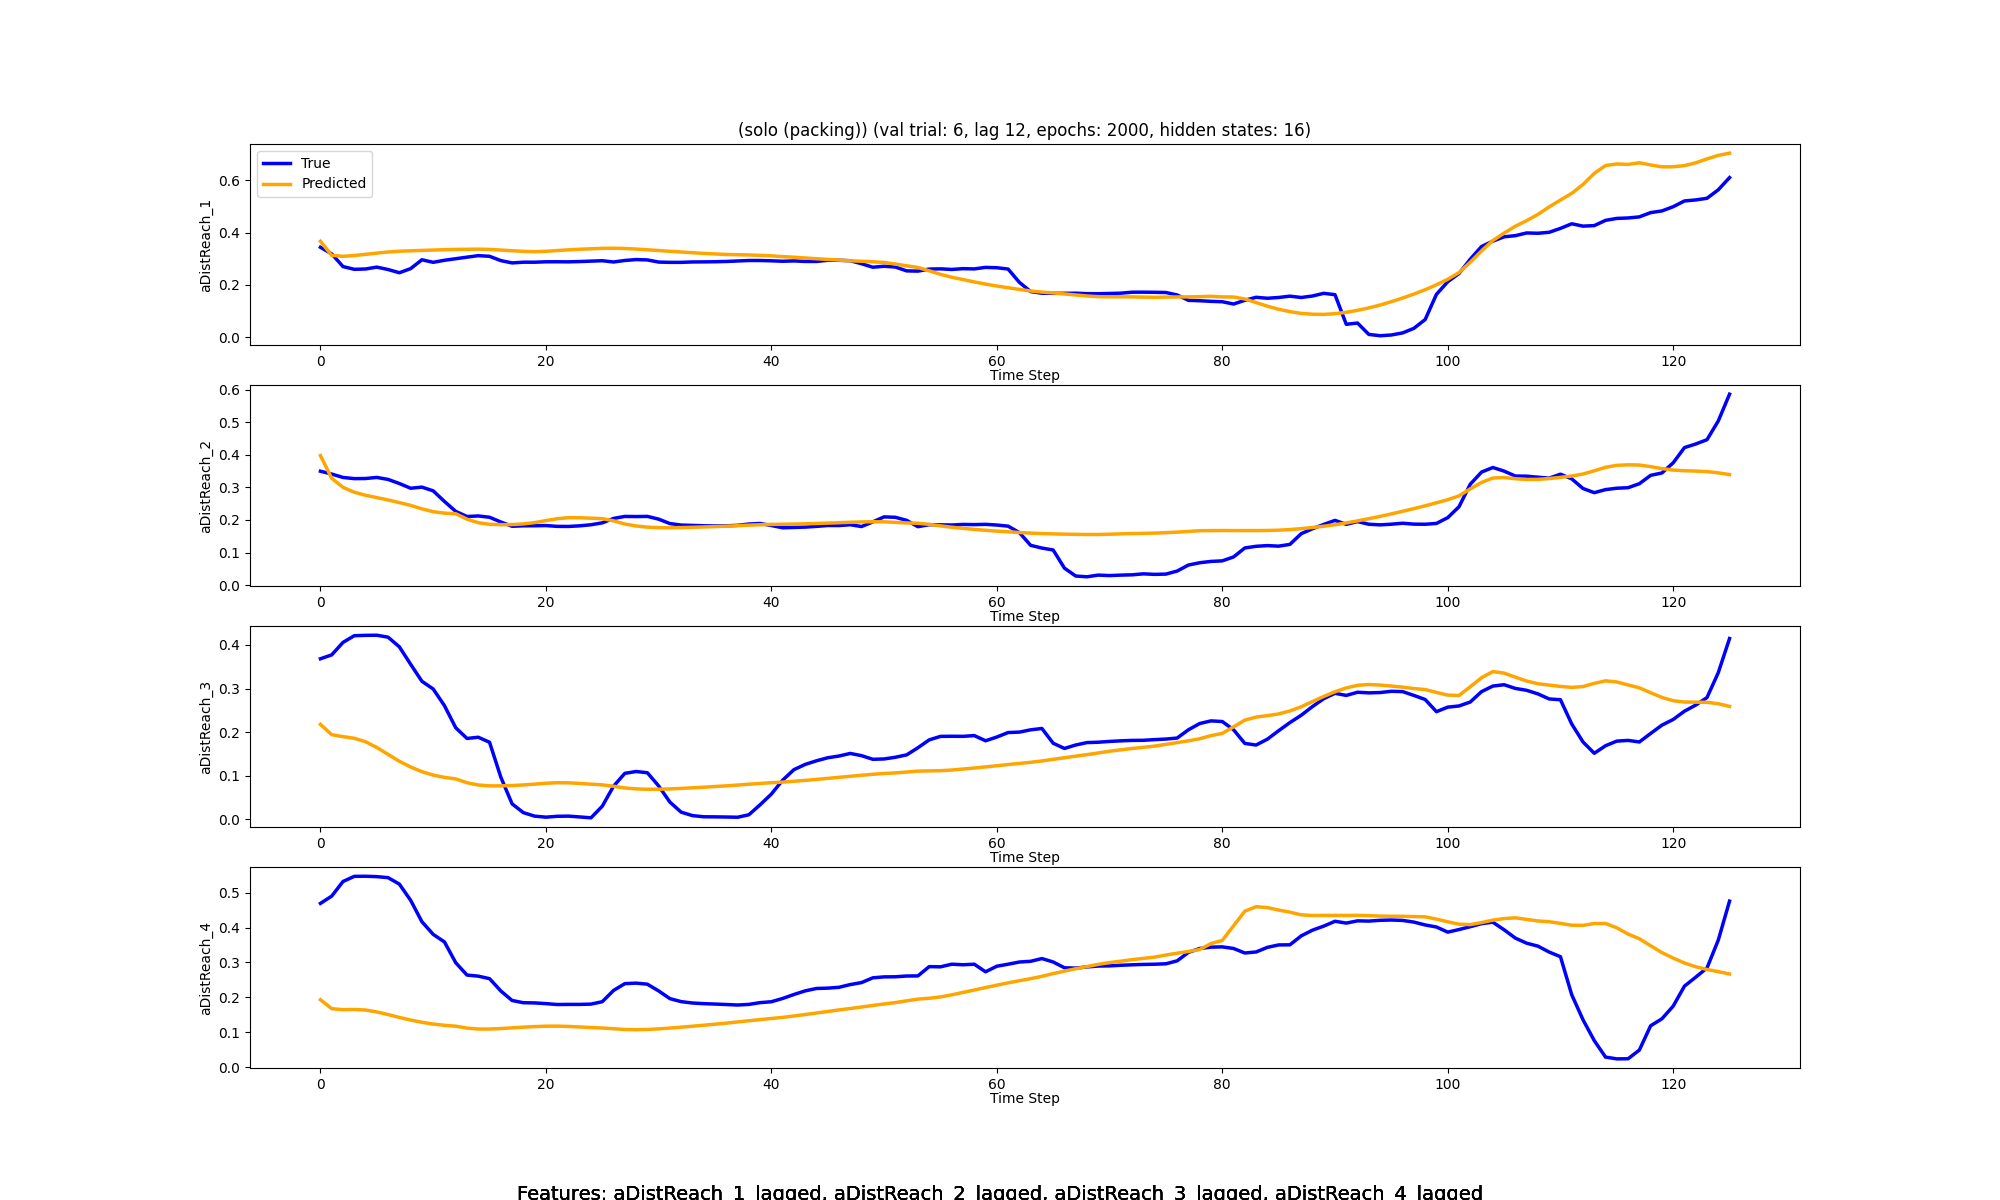 (solo (packing)) (val trial: 6, lag 12, epochs: 2000, hidden states: 16)
True
Predicted
aDistReach_1
0.6
0.4
0.2
0.0
0 20 40 60 80 100 120
Time Step
aDistReach_2
0.6
0.5
0.4
0.3
0.2
0.1
0.0
0 20 40 60 80 100 120
Time Step
aDistReach_3
0.4
0.3
0.2
0.1
0.0
0 20 40 60 80 100 120
Time Step
aDistReach_4
0.5
0.4
0.3
0.2
0.1
0.0
0 20 40 60 80 100 120
Time Step
Features: aDistReach_1_lagged, aDistReach_2_lagged, aDistReach_3_lagged, aDistReach_4_lagged